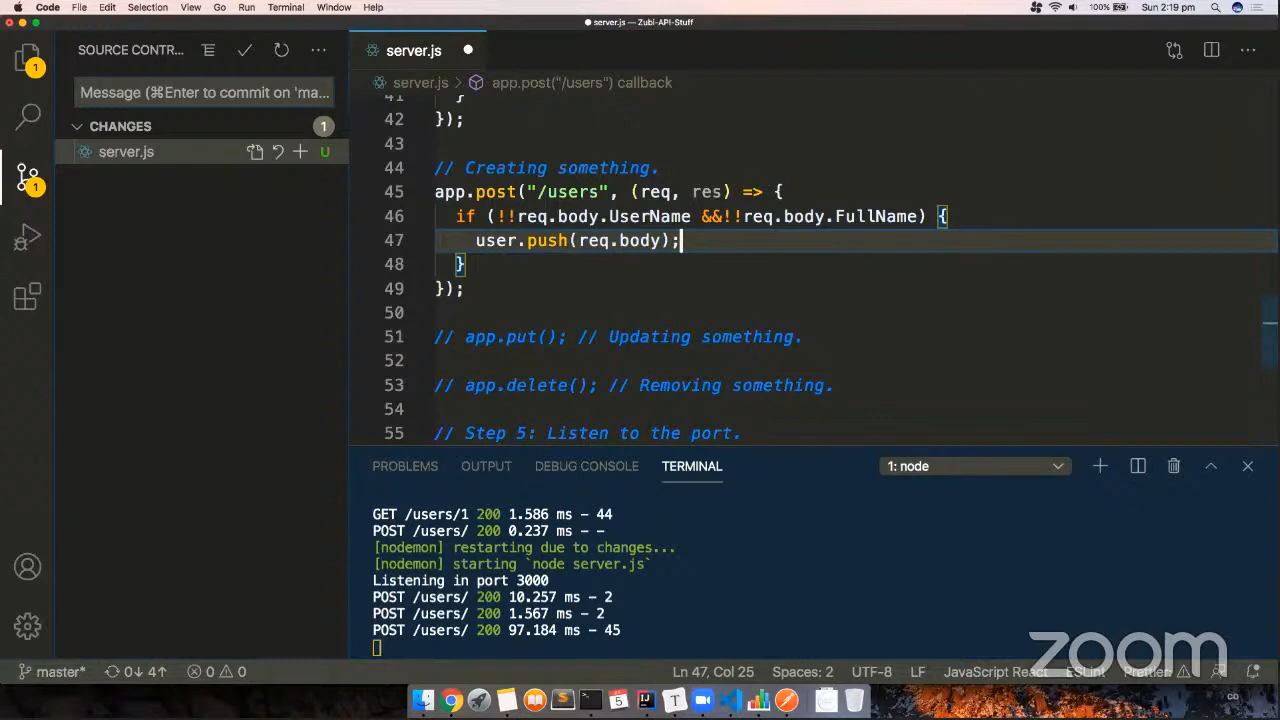 Code File Edit Selection View Go Run Terminal Window Help 100% Sun 2:19 pm
server.js — Zubi-API-Stuff
SOURCE CONTR... server.js
server.js > app.post("/users") callback
1
Message (⌘Enter to commit on 'ma...
CHANGES 1
server.js U
1
41 }
42 });
43
44 // Creating something.
45 app.post("/users", (req, res) => {
46 if (!!req.body.UserName &&!!req.body.FullName) {
47 user.push(req.body);
48 }
49 });
50
51 // app.put(); // Updating something.
52
53 // app.delete(); // Removing something.
54
55 // Step 5: Listen to the port.
PROBLEMS OUTPUT DEBUG CONSOLE TERMINAL 1: node
GET /users/1 200 1.586 ms - 44
POST /users/ 200 0.237 ms - -
[nodemon] restarting due to changes...
[nodemon] starting `node server.js`
Listening in port 3000
POST /users/ 200 10.257 ms - 2
POST /users/ 200 1.567 ms - 2
POST /users/ 200 97.184 ms - 45
zoom
master* 0↓ 4↑ 0 0 Ln 47, Col 25 Spaces: 2 UTF-8 LF JavaScript React ESLint Prettier:
5